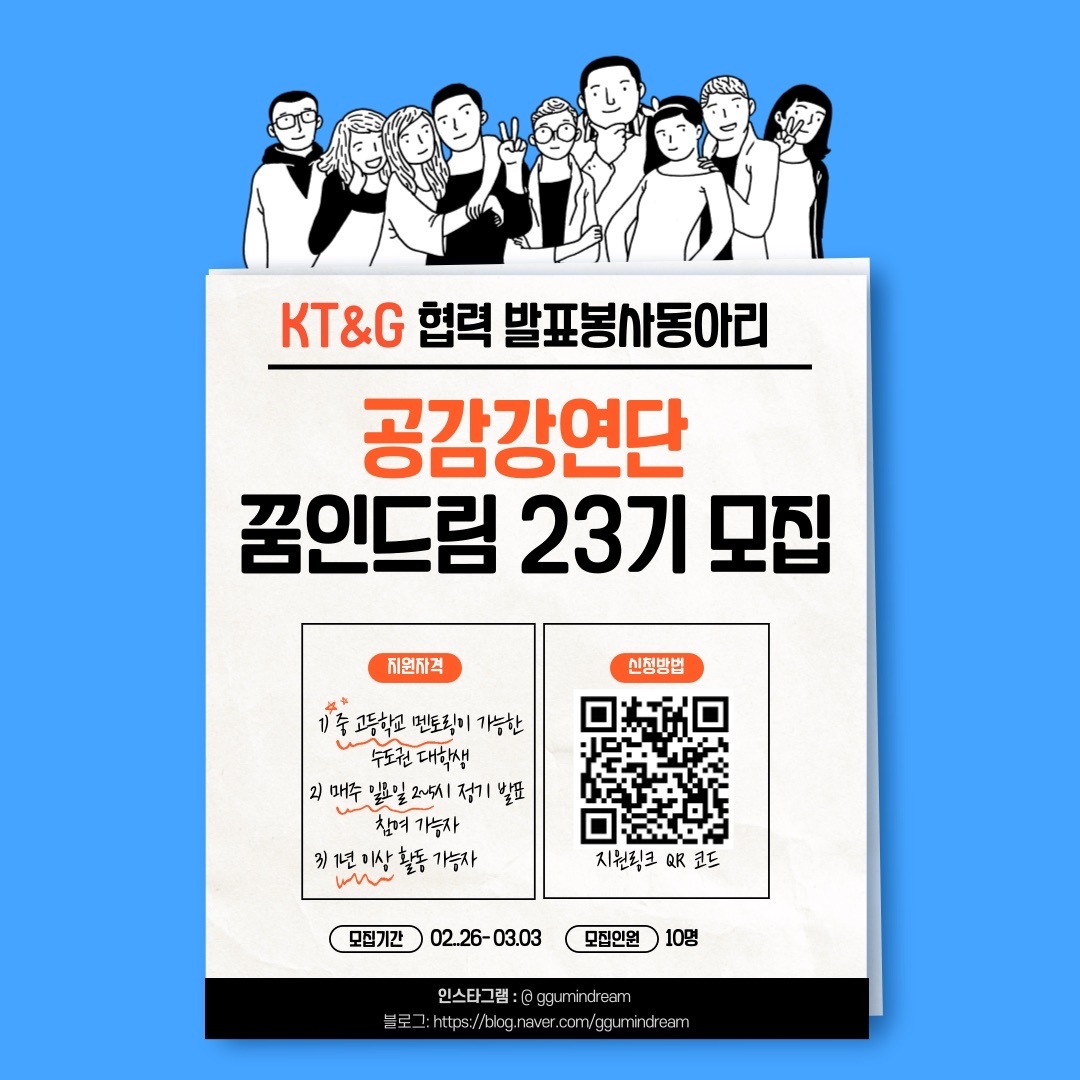 KT&G 협력 발표봉사동아리
공감강연단
꿈인드림 23기 모집
지원자격
1) 중 고등학교 멘토링이 가능한
수도권 대학생
2) 매주 일요일 2~5시 정기 발표
참여 가능자
3) 1년 이상 활동 가능자
신청방법
지원링크 QR 코드
모집기간 02..26- 03.03 모집인원 10명
인스타그램 : @ ggumindream
블로그: https://blog.naver.com/ggumindream